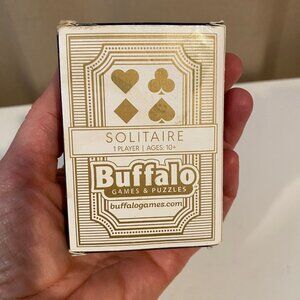 SOLITAIRE
1 PLAYER | AGES: 10+
Buffalo
GAMES & PUZZLES
buffalogames.com